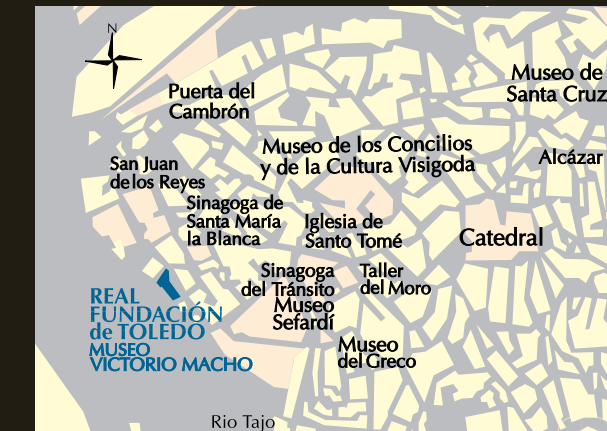 N
Museo de
Santa Cruz
Puerta del
Cambrón
Museo de los Concilios
y de la Cultura Visigoda
Alcázar
San Juan
de los Reyes
Sinagoga de
Santa María
la Blanca
Iglesia de
Santo Tomé
Catedral
Sinagoga
del Tránsito
Museo
Sefardí
Taller
del Moro
REAL
FUNDACIÓN
de TOLEDO
MUSEO
VICTORIO MACHO
Museo
del Greco
Rio Tajo